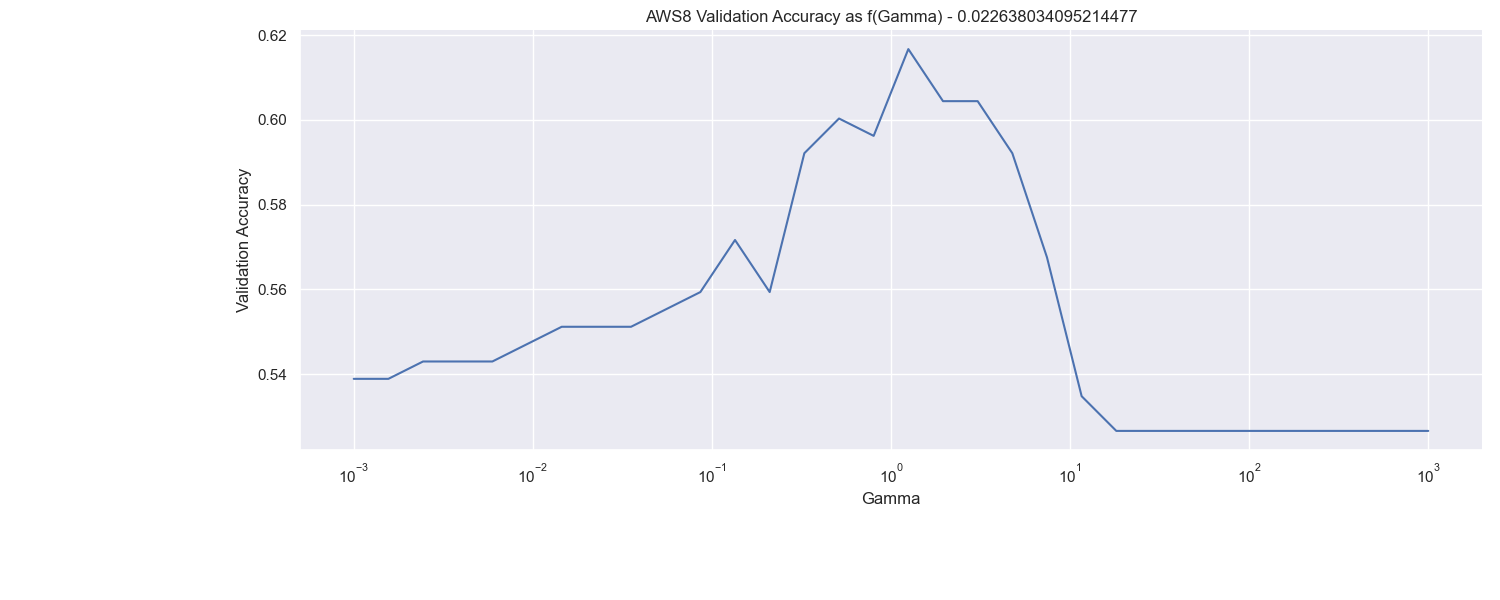 AWS8 Validation Accuracy as f(Gamma) - 0.022638034095214477
0.62
0.60
0.58
0.56
0.54
Validation Accuracy
10⁻³ 10⁻² 10⁻¹ 10⁰ 10¹ 10² 10³
Gamma